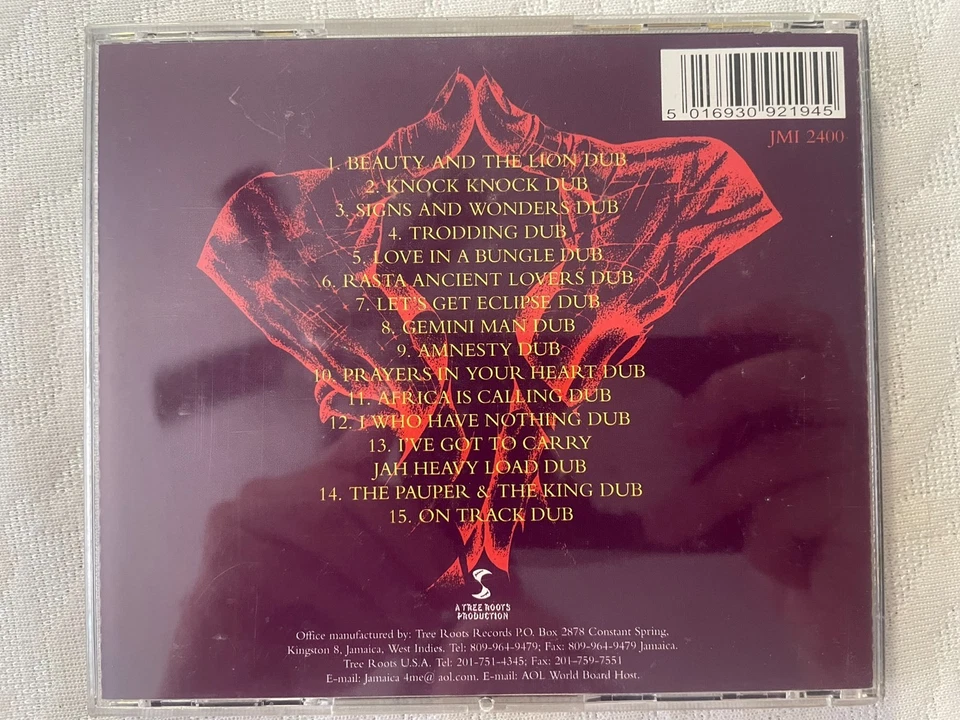 5 016930 921945
JMI 2400
1. BEAUTY AND THE LION DUB
2. KNOCK KNOCK DUB
3. SIGNS AND WONDERS DUB
4. TRODDING DUB
5. LOVE IN A BUNGLE DUB
6. RASTA ANCIENT LOVERS DUB
7. LET'S GET ECLIPSE DUB
8. GEMINI MAN DUB
9. AMNESTY DUB
10. PRAYERS IN YOUR HEART DUB
11. AFRICA IS CALLING DUB
12. I WHO HAVE NOTHING DUB
13. I'VE GOT TO CARRY
JAH HEAVY LOAD DUB
14. THE PAUPER & THE KING DUB
15. ON TRACK DUB
A TREE ROOTS
PRODUCTION
Office manufactured by: Tree Roots Records P.O. Box 2878 Constant Spring,
Kingston 8, Jamaica, West Indies. Tel: 809-964-9479; Fax: 809-964-9479 Jamaica.
Tree Roots U.S.A. Tel: 201-751-4345; Fax: 201-759-7551
E-mail: Jamaica 4me@ aol.com. E-mail: AOL World Board Host.